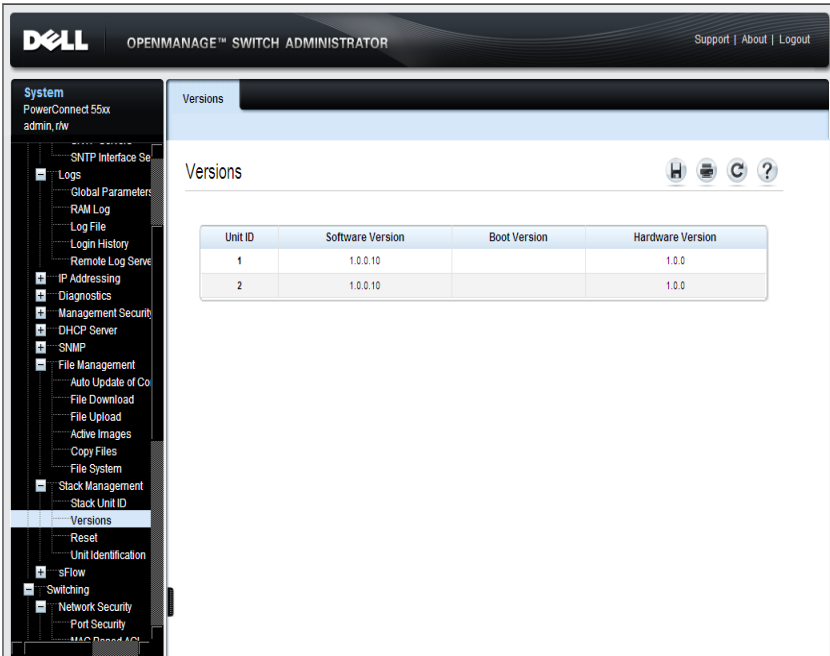 DELL
OPENMANAGE™ SWITCH ADMINISTRATOR
Support | About | Logout
System
PowerConnect 55xx
admin, r/w
SNTP Interface Se
Logs
Global Parameters
RAM Log
Log File
Login History
Remote Log Serve
IP Addressing
Diagnostics
Management Security
DHCP Server
SNMP
File Management
Auto Update of Co
File Download
File Upload
Active Images
Copy Files
File System
Stack Management
Stack Unit ID
Versions
Reset
Unit Identification
sFlow
Switching
Network Security
Port Security
Versions
Versions
Unit ID Software Version Boot Version Hardware Version
1 1.0.0.10 1.0.0
2 1.0.0.10 1.0.0